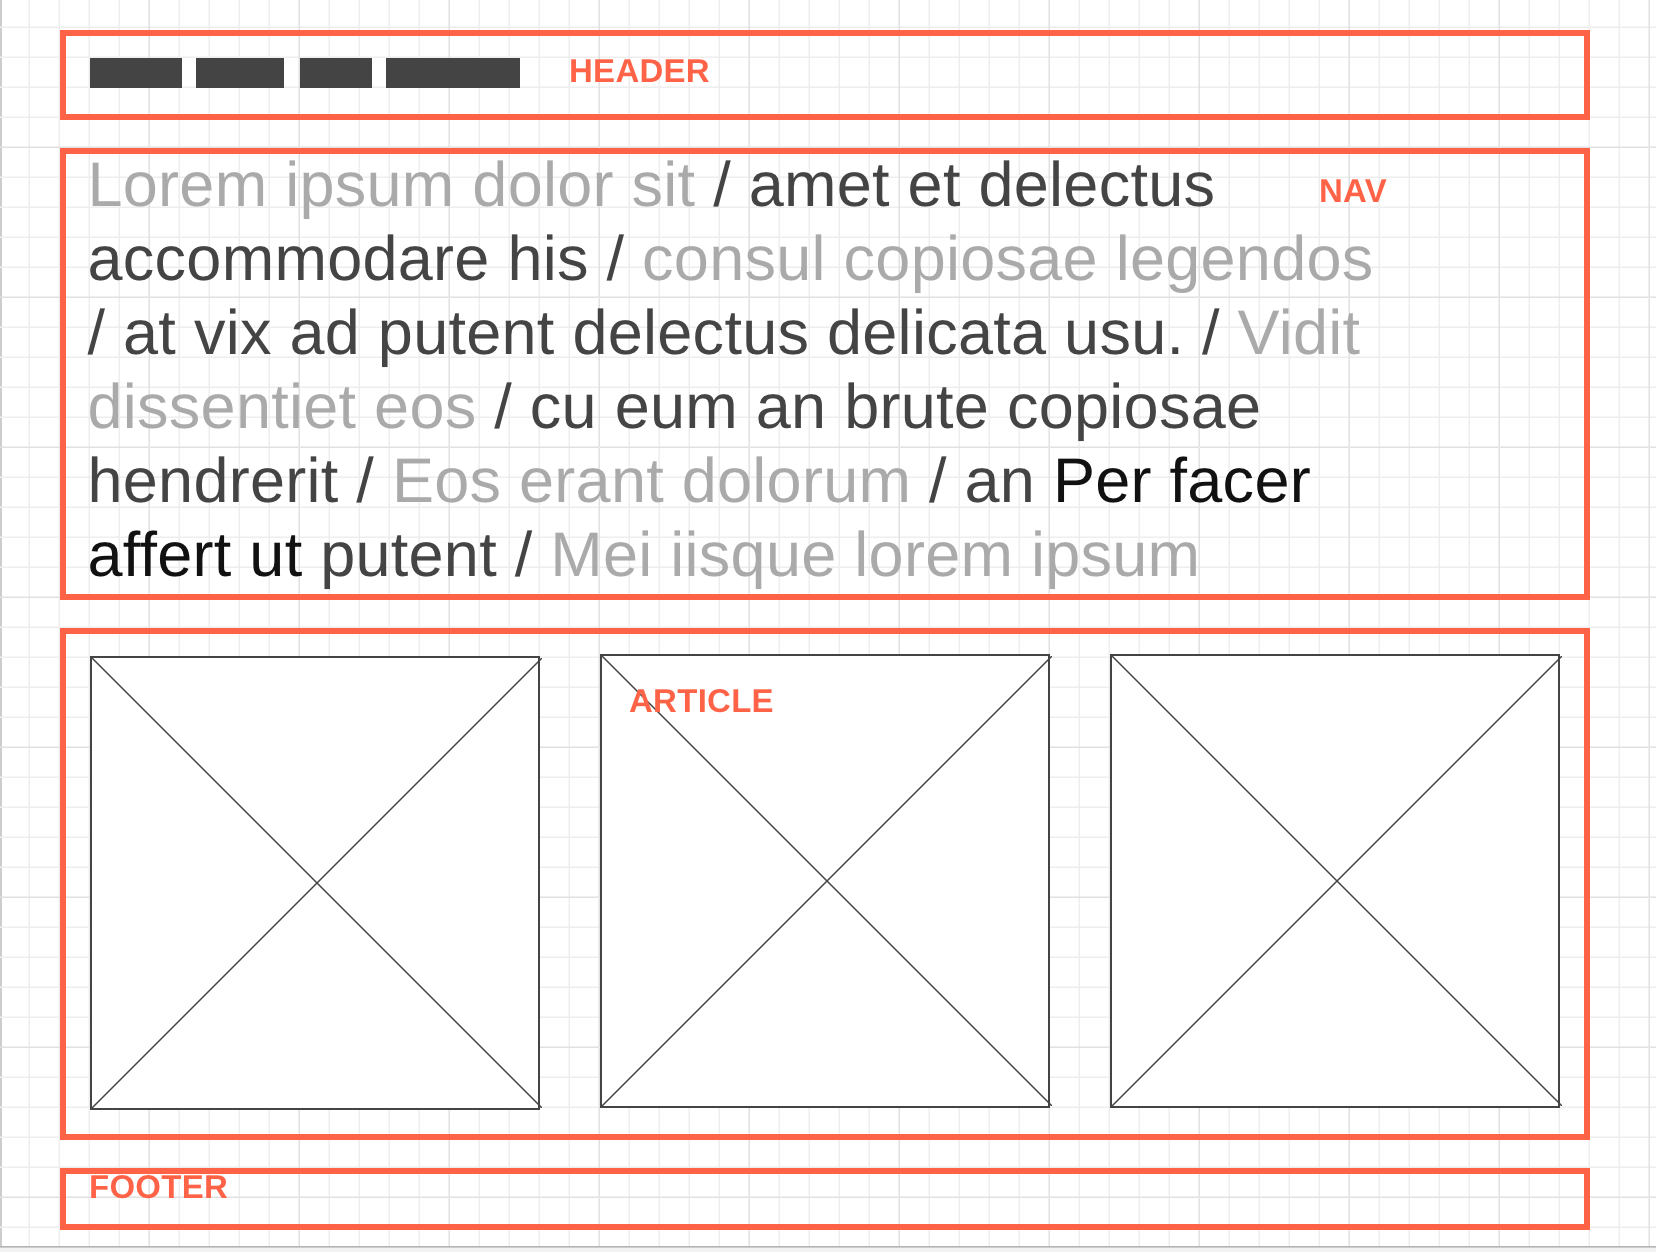 HEADER
Lorem ipsum dolor sit / amet et delectus
NAV
accommodare his / consul copiosae legendos
/ at vix ad putent delectus delicata usu. / Vidit
dissentiet eos / cu eum an brute copiosae
hendrerit / Eos erant dolorum / an Per facer
affert ut putent / Mei iisque lorem ipsum
ARTICLE
FOOTER